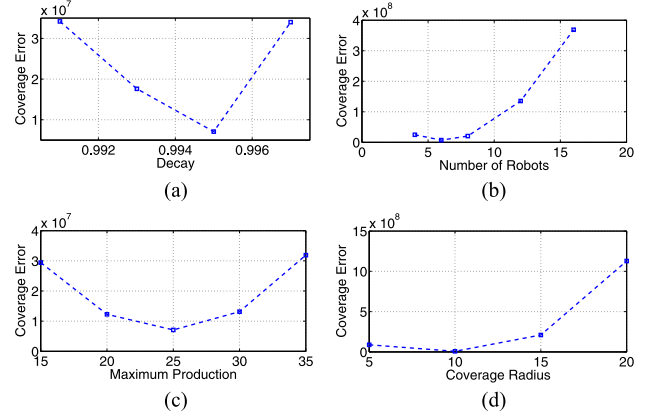 x 10^7
3
2
1
Coverage Error
0.992 0.994 0.996
Decay
(a)
x 10^8
4
3
2
1
0
Coverage Error
0 5 10 15 20
Number of Robots
(b)
x 10^7
4
3
2
1
0
Coverage Error
15 20 25 30 35
Maximum Production
(c)
x 10^8
15
10
5
0
Coverage Error
5 10 15 20
Coverage Radius
(d)